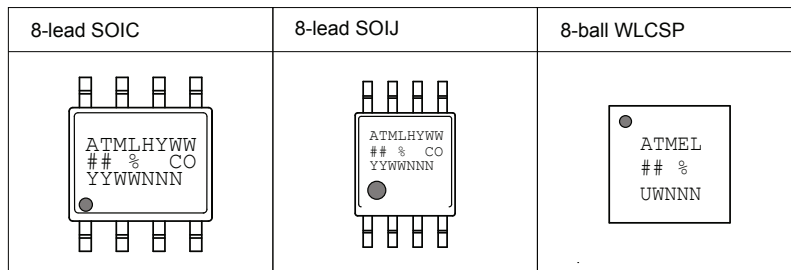 8-lead SOIC
8-lead SOIJ
8-ball WLCSP
ATMLHYWW
## % CO
YYWWNNN
ATMLHYWW
## % CO
YYWWNNN
ATMEL
## %
UWNNN